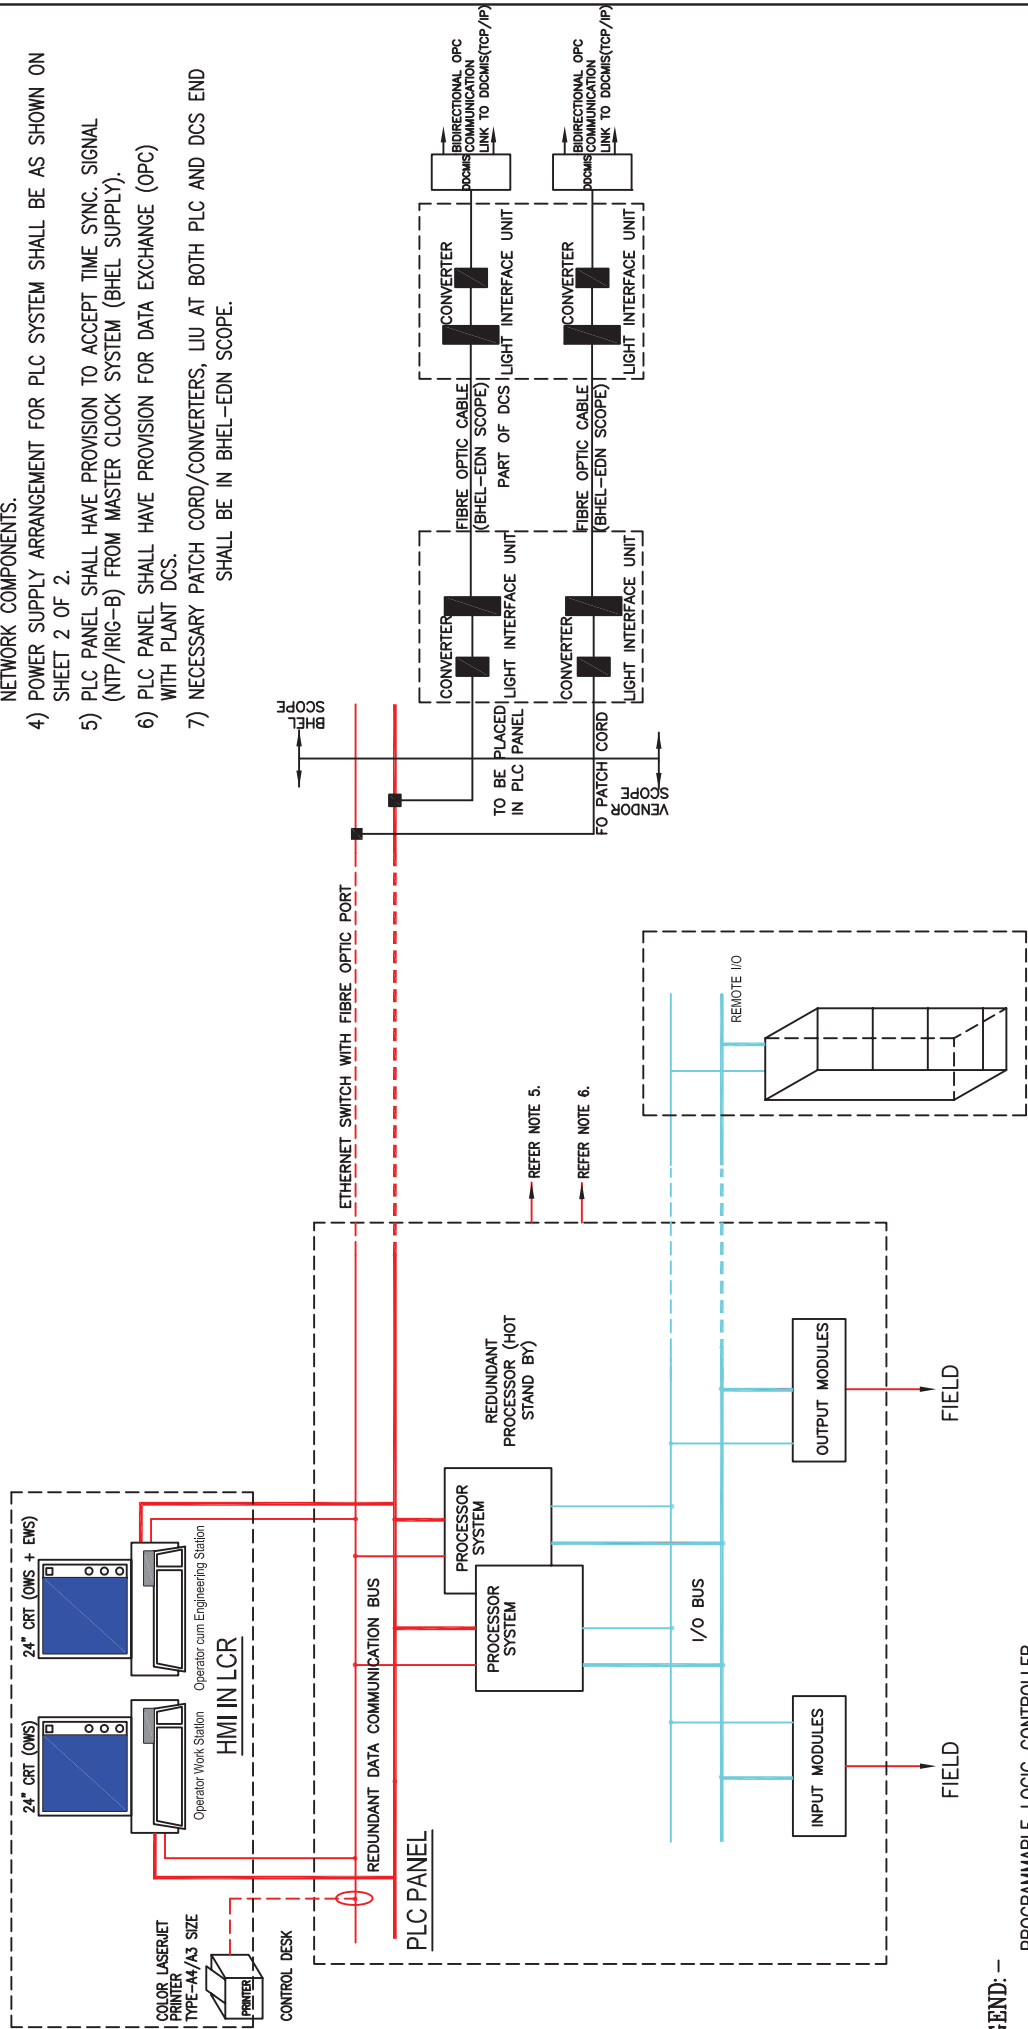 NETWORK COMPONENTS.
4) POWER SUPPLY ARRANGEMENT FOR PLC SYSTEM SHALL BE AS SHOWN ON
SHEET 2 OF 2.
5) PLC PANEL SHALL HAVE PROVISION TO ACCEPT TIME SYNC. SIGNAL
(NTP/IRIG-B) FROM MASTER CLOCK SYSTEM (BHEL SUPPLY).
6) PLC PANEL SHALL HAVE PROVISION FOR DATA EXCHANGE (OPC)
WITH PLANT DCS.
7) NECESSARY PATCH CORD/CONVERTERS, LIU AT BOTH PLC AND DCS END
SHALL BE IN BHEL-EDN SCOPE.
24" CRT (OWS)
24" CRT (OWS + EWS)
Operator Work Station
Operator cum Engineering Station
HMI IN LCR
COLOR LASERJET
PRINTER
TYPE-A4/A3 SIZE
PRINTER
CONTROL DESK
ETHERNET SWITCH WITH FIBRE OPTIC PORT
BHEL
SCOPE
VENDOR
SCOPE
TO BE PLACED
IN PLC PANEL
FO PATCH CORD
CONVERTER
LIGHT INTERFACE UNIT
CONVERTER
LIGHT INTERFACE UNIT
FIBRE OPTIC CABLE
(BHEL-EDN SCOPE)
PART OF DCS
FIBRE OPTIC CABLE
(BHEL-EDN SCOPE)
CONVERTER
LIGHT INTERFACE UNIT
CONVERTER
LIGHT INTERFACE UNIT
DDCMIS
BIDIRECTIONAL OPC
COMMUNICATION
LINK TO DDCMIS(TCP/IP)
DDCMIS
BIDIRECTIONAL OPC
COMMUNICATION
LINK TO DDCMIS(TCP/IP)
REDUNDANT DATA COMMUNICATION BUS
PLC PANEL
PROCESSOR
SYSTEM
PROCESSOR
SYSTEM
REDUNDANT
PROCESSOR (HOT
STAND BY)
REFER NOTE 5.
REFER NOTE 6.
I/O BUS
REMOTE I/O
INPUT MODULES
OUTPUT MODULES
FIELD
FIELD
GEND:-
PROGRAMMABLE LOGIC CONTROLLER